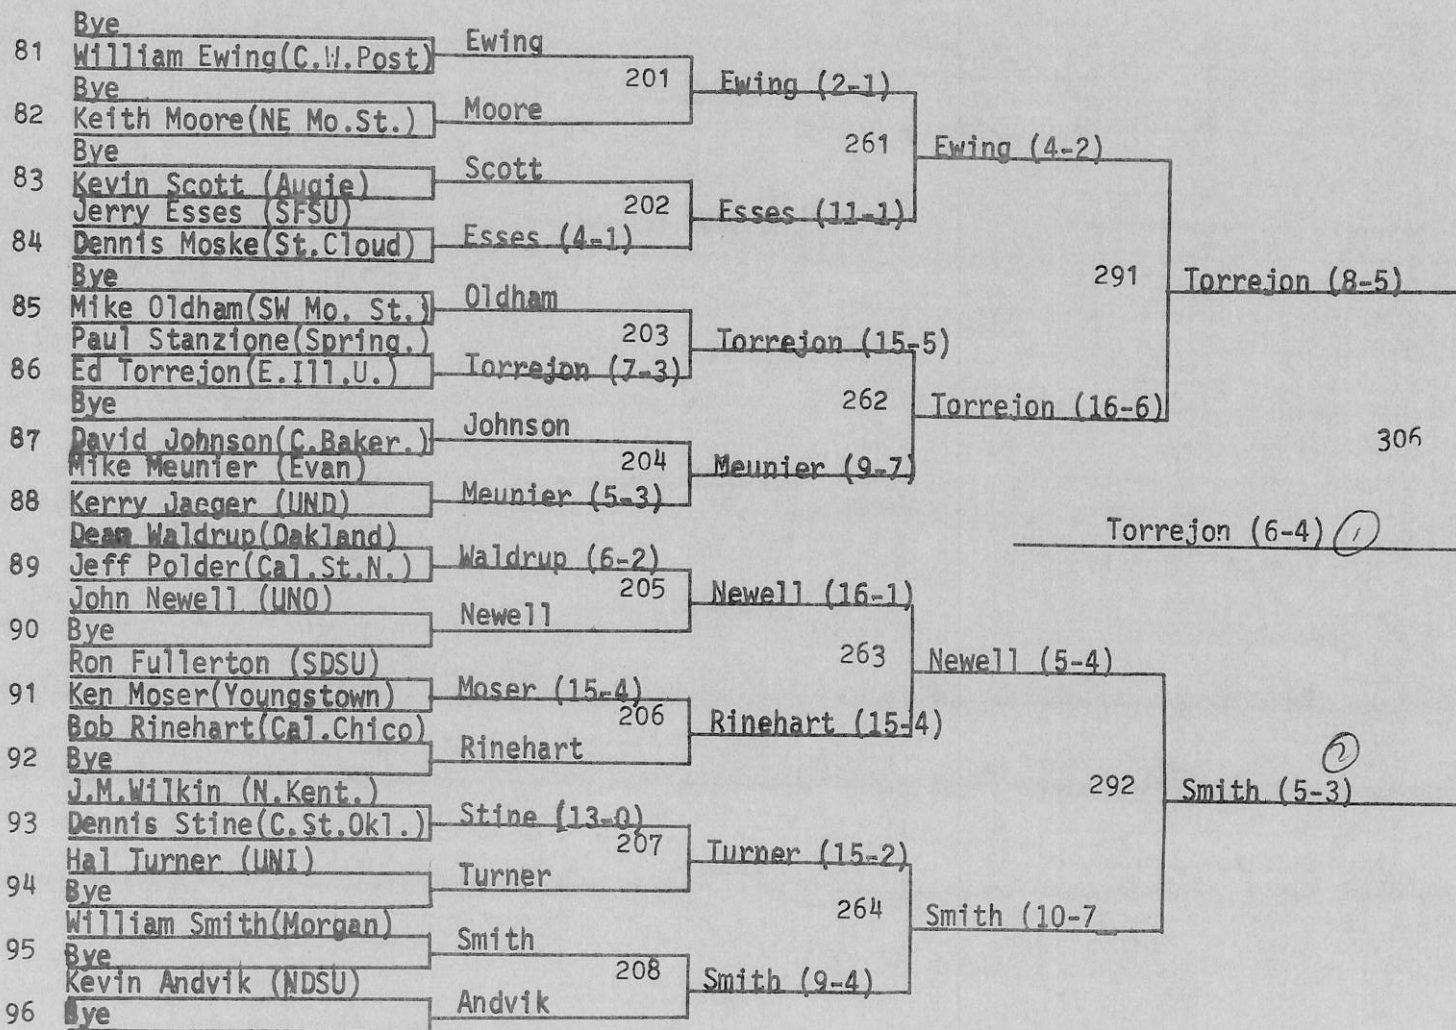 Bye
81 William Ewing(C.W.Post) Ewing
201 Ewing (2-1)
Bye
82 Keith Moore(NE Mo.St.) Moore
261 Ewing (4-2)
Bye
83 Kevin Scott (Augie) Scott
202 Esses (11-1)
Jerry Esses (SFSU)
84 Dennis Moske(St.Cloud) Esses (4-1)
291 Torrejon (8-5)
Bye
85 Mike Oldham(SW Mo. St.) Oldham
203 Torrejon (15-5)
Paul Stanzione(Spring.)
86 Ed Torrejon(E.Ill.U.) Torrejon (7-3)
262 Torrejon (16-6)
Bye
87 David Johnson(C.Baker.) Johnson
306
204 Meunier (9-7)
Mike Meunier (Evan)
88 Kerry Jaeger (UND) Meunier (5-3)
Torrejon (6-4) 1
Dean Waldrup(Oakland)
89 Jeff Polder(Cal.St.N.) Waldrup (6-2)
205 Newell (16-1)
John Newell (UNO)
90 Bye Newell
263 Newell (5-4)
Ron Fullerton (SDSU)
91 Ken Moser(Youngstown) Moser (15-4)
206 Rinehart (15-4)
Bob Rinehart(Cal.Chico)
92 Bye Rinehart
2
292 Smith (5-3)
J.M.Wilkin (N.Kent.)
93 Dennis Stine(C.St.Okl.) Stine (13-0)
207 Turner (15-2)
Hal Turner (UNI)
94 Bye Turner
264 Smith (10-7
William Smith(Morgan)
95 Bye Smith
208 Smith (9-4)
Kevin Andvik (NDSU)
96 Bye Andvik